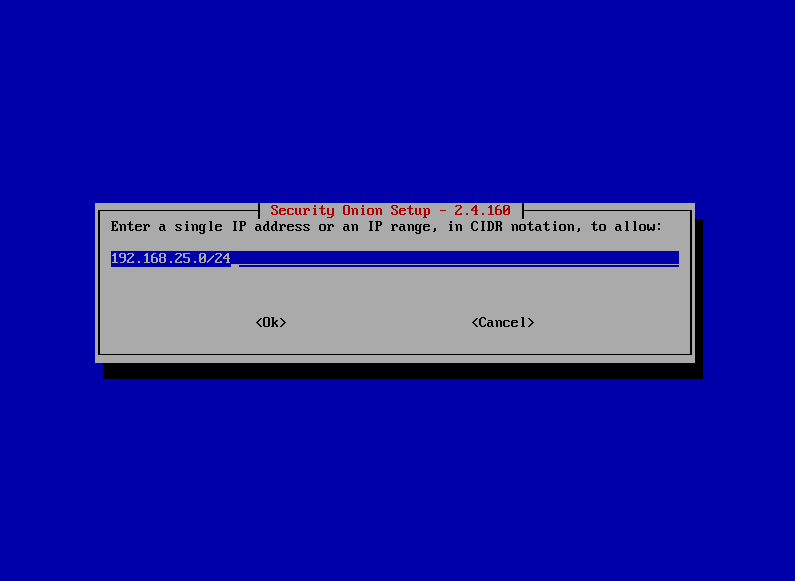 Security Onion Setup - 2.4.160
Enter a single IP address or an IP range, in CIDR notation, to allow:
192.168.25.0/24
<Ok> <Cancel>